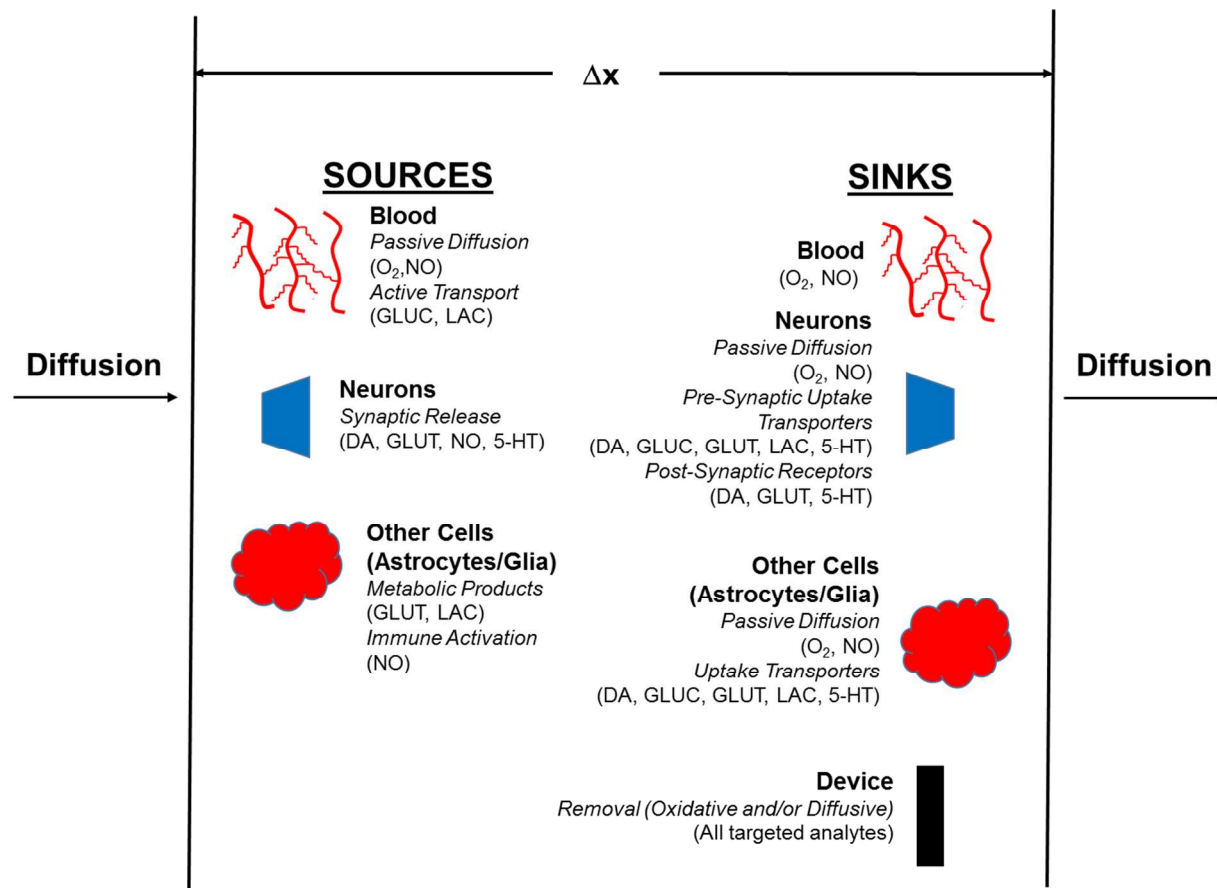 Δx
SOURCES
Blood
Passive Diffusion
(O₂,NO)
Active Transport
(GLUC, LAC)
Diffusion
Neurons
Synaptic Release
(DA, GLUT, NO, 5-HT)
Other Cells
(Astrocytes/Glia)
Metabolic Products
(GLUT, LAC)
Immune Activation
(NO)
SINKS
Blood
(O₂, NO)
Neurons
Passive Diffusion
(O₂, NO)
Pre-Synaptic Uptake
Transporters
(DA, GLUC, GLUT, LAC, 5-HT)
Post-Synaptic Receptors
(DA, GLUT, 5-HT)
Diffusion
Other Cells
(Astrocytes/Glia)
Passive Diffusion
(O₂, NO)
Uptake Transporters
(DA, GLUC, GLUT, LAC, 5-HT)
Device
Removal (Oxidative and/or Diffusive)
(All targeted analytes)